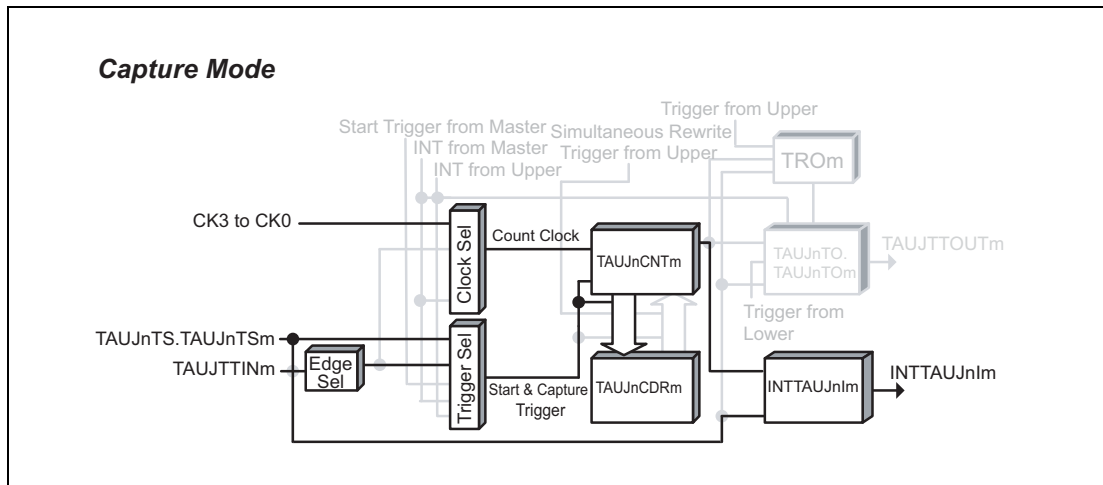 Capture Mode
Trigger from Upper
Start Trigger from Master
Simultaneous Rewrite
INT from Master
Trigger from Upper
INT from Upper
TROm
CK3 to CK0
Clock Sel
Count Clock
TAUJnCNTm
TAUJnTO.
TAUJnTOm
TAUJTTOUTm
Trigger from
Lower
TAUJnTS.TAUJnTSm
TAUJTTINm
Edge
Sel
Trigger Sel
Start & Capture
Trigger
TAUJnCDRm
INTTAUJnIm
INTTAUJnIm